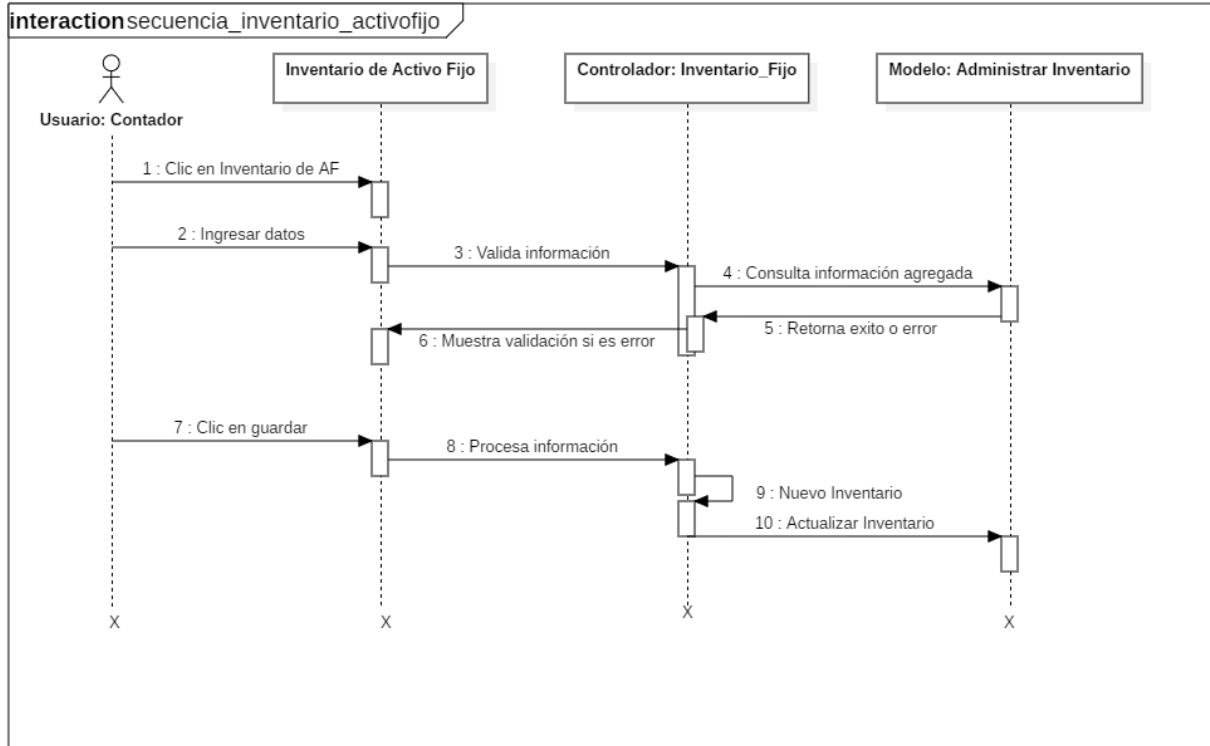 interaction secuencia_inventario_activofijo
Inventario de Activo Fijo
Controlador: Inventario_Fijo
Modelo: Administrar Inventario
Usuario: Contador
1 : Clic en Inventario de AF
2 : Ingresar datos
3 : Valida información
4 : Consulta información agregada
5 : Retorna exito o error
6 : Muestra validación si es error
7 : Clic en guardar
8 : Procesa información
9 : Nuevo Inventario
10 : Actualizar Inventario
X
X
X
X